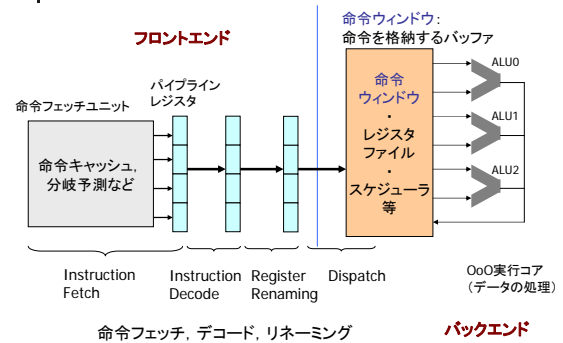 命令ウィンドウ:
命令を格納するバッファ
フロントエンド
パイプライン
レジスタ
命令フェッチユニット
命令キャッシュ,
分岐予測など
命令
ウィンドウ
・
レジスタ
ファイル
・
スケジューラ
等
ALU0
ALU1
ALU2
Instruction
Fetch
Instruction
Decode
Register
Renaming
Dispatch
OoO実行コア
(データの処理)
命令フェッチ, デコード, リネーミング
バックエンド